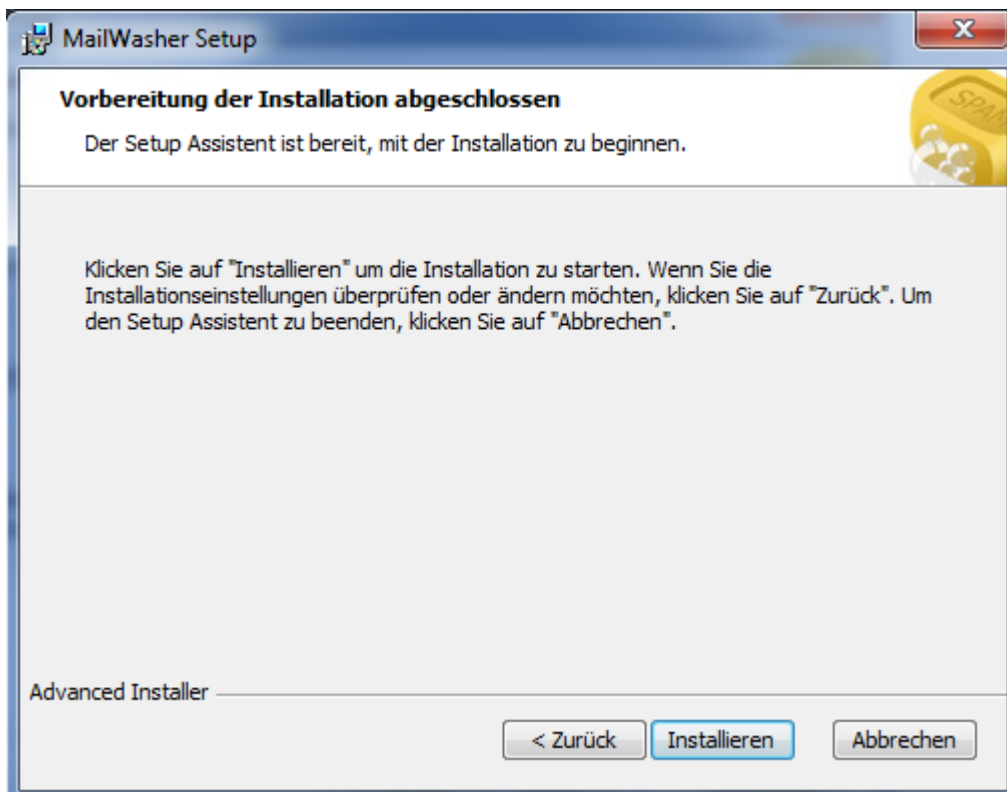 MailWasher Setup
Vorbereitung der Installation abgeschlossen
Der Setup Assistent ist bereit, mit der Installation zu beginnen.
SPAM
Klicken Sie auf "Installieren" um die Installation zu starten. Wenn Sie die
Installationseinstellungen überprüfen oder ändern möchten, klicken Sie auf "Zurück". Um
den Setup Assistent zu beenden, klicken Sie auf "Abbrechen".
Advanced Installer
< Zurück Installieren Abbrechen